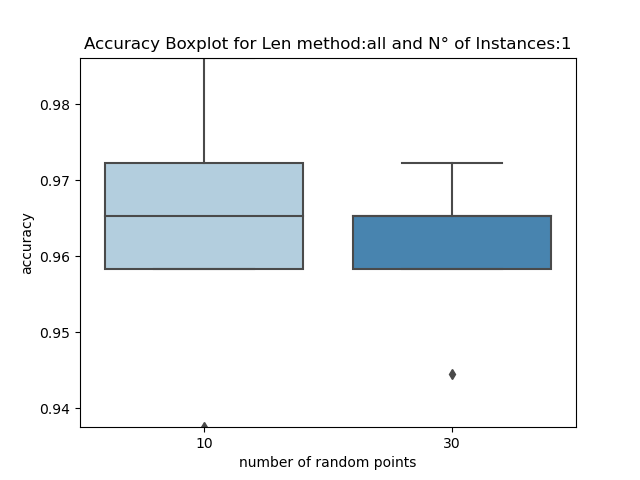 Accuracy Boxplot for Len method:all and N° of Instances:1
0.98
0.97
0.96
0.95
0.94
accuracy
10 30
number of random points